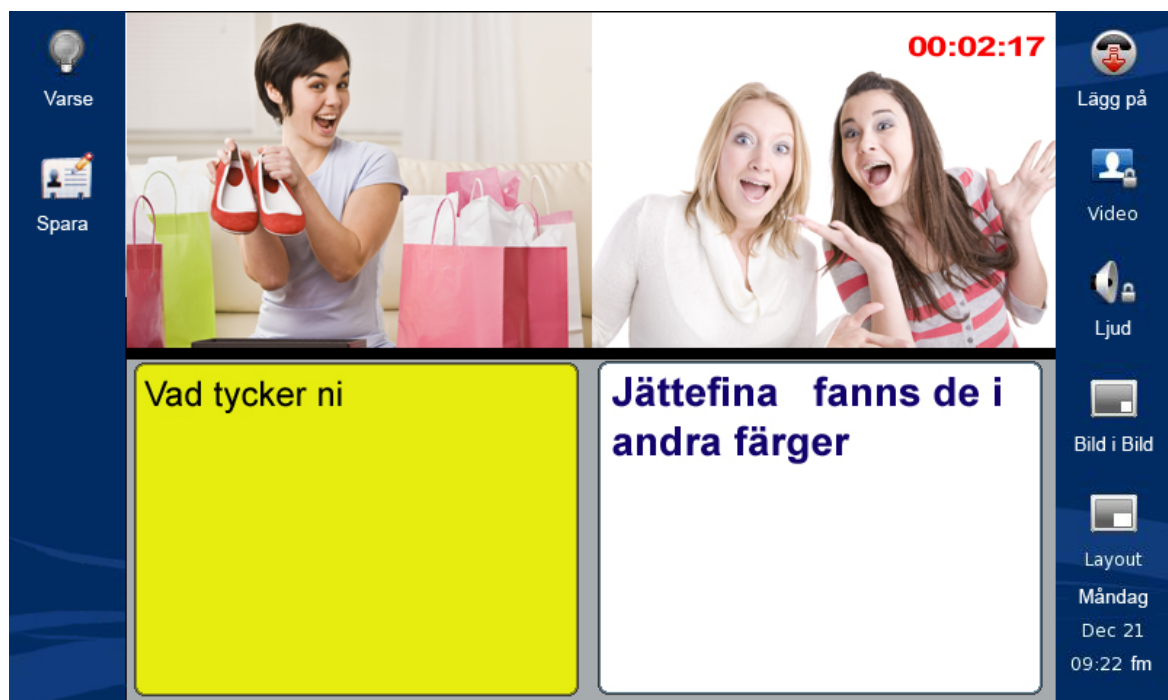 Varse
Spara
00:02:17
Vad tycker ni
Jättefina   fanns de i
andra färger
Lägg på
Video
Ljud
Bild i Bild
Layout
Måndag
Dec 21
09:22 fm